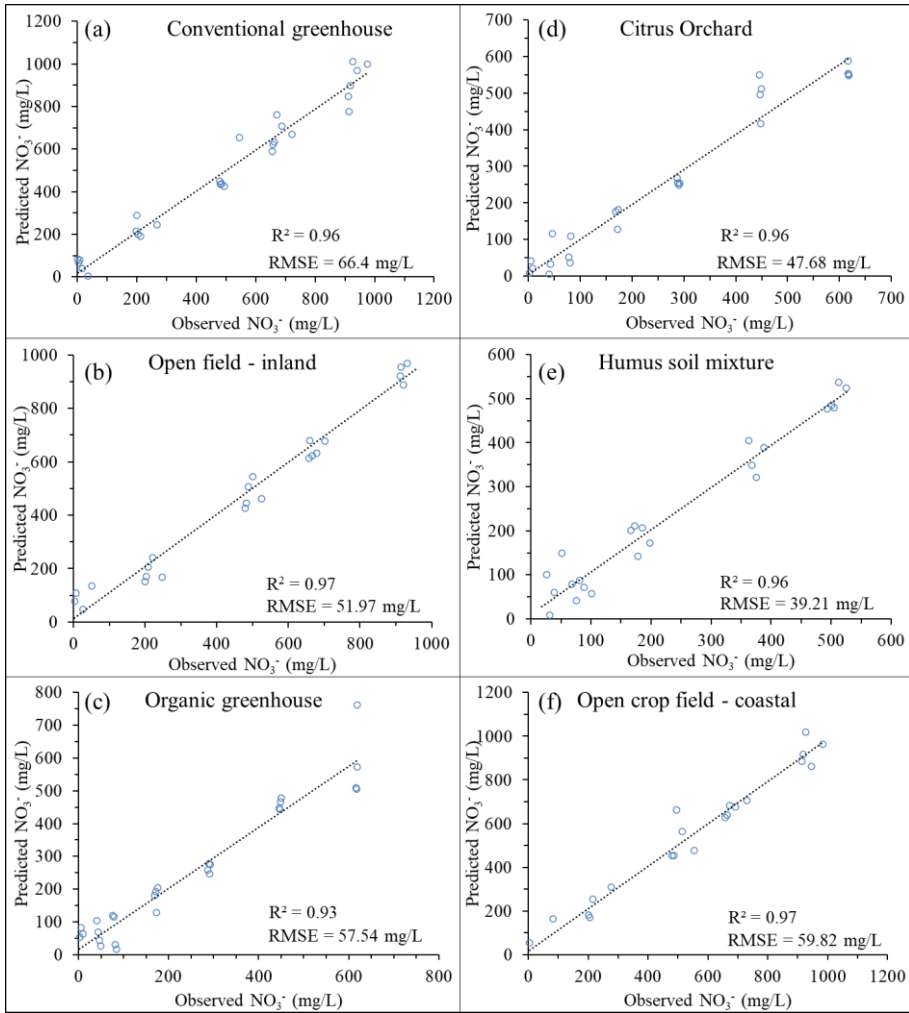 (a) Conventional greenhouse
1200
1000
800
600
400
200
0
Predicted NO₃⁻ (mg/L)
R² = 0.96
RMSE = 66.4 mg/L
0 200 400 600 800 1000 1200
Observed NO₃⁻ (mg/L)
(d) Citrus Orchard
700
600
500
400
300
200
100
0
Predicted NO₃⁻ (mg/L)
R² = 0.96
RMSE = 47.68 mg/L
0 100 200 300 400 500 600 700
Observed NO₃⁻ (mg/L)
(b) Open field - inland
1000
800
600
400
200
0
Predicted NO₃⁻ (mg/L)
R² = 0.97
RMSE = 51.97 mg/L
0 200 400 600 800 1000
Observed NO₃⁻ (mg/L)
(e) Humus soil mixture
600
500
400
300
200
100
0
Predicted NO₃⁻ (mg/L)
R² = 0.96
RMSE = 39.21 mg/L
0 100 200 300 400 500 600
Observed NO₃⁻ (mg/L)
(c) Organic greenhouse
800
700
600
500
400
300
200
100
0
Predicted NO₃⁻ (mg/L)
R² = 0.93
RMSE = 57.54 mg/L
0 200 400 600 800
Observed NO₃⁻ (mg/L)
(f) Open crop field - coastal
1200
1000
800
600
400
200
0
Predicted NO₃⁻ (mg/L)
R² = 0.97
RMSE = 59.82 mg/L
0 200 400 600 800 1000 1200
Observed NO₃⁻ (mg/L)